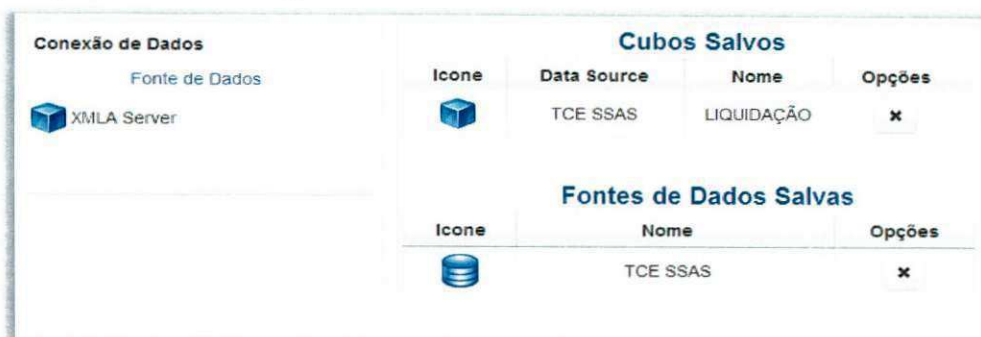 Conexão de Dados
Fonte de Dados
XMLA Server
Cubos Salvos
Icone Data Source Nome Opções
TCE SSAS LIQUIDAÇÃO
Fontes de Dados Salvas
Icone Nome Opções
TCE SSAS